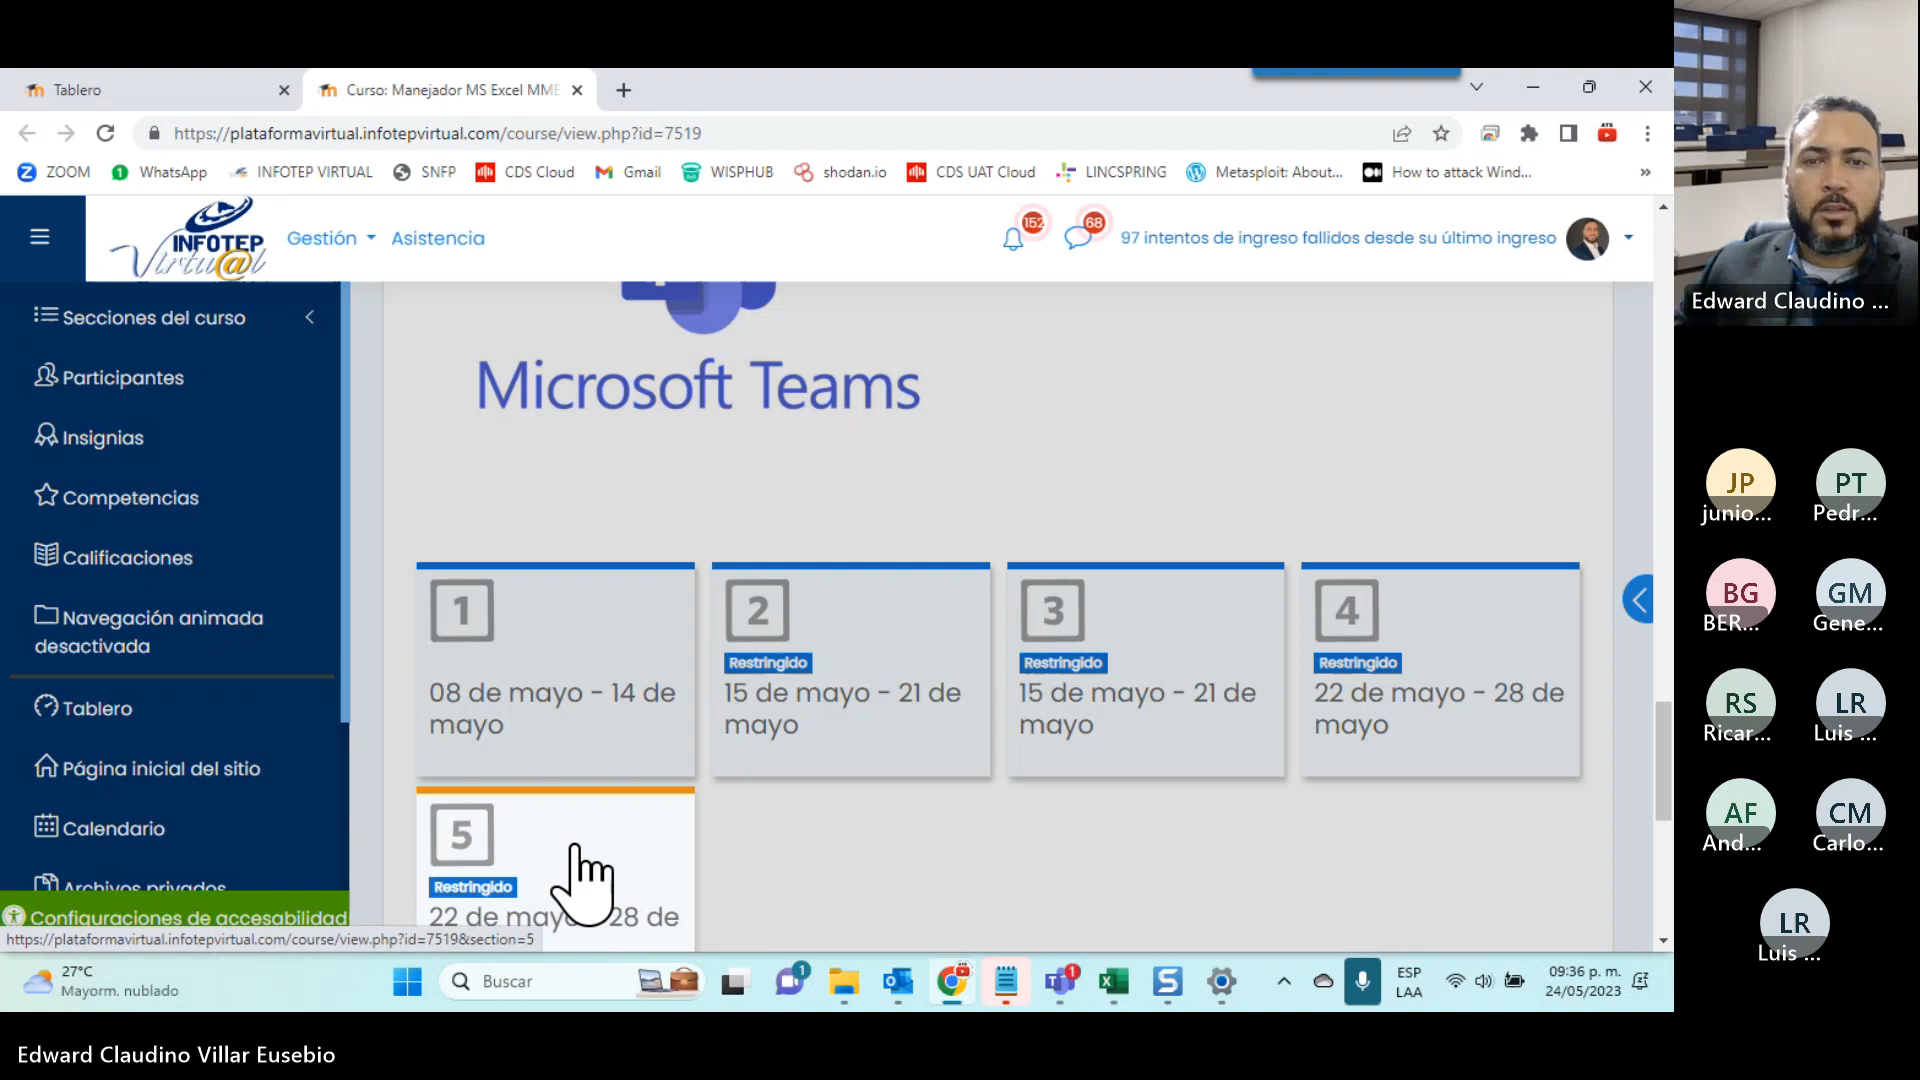 Tablero
Curso: Manejador MS Excel MME
https://plataformavirtual.infotepvirtual.com/course/view.php?id=7519
ZOOM
WhatsApp
INFOTEP VIRTUAL
SNFP
CDS Cloud
Gmail
WISPHUB
shodan.io
CDS UAT Cloud
LINCSPRING
Metasploit: About...
How to attack Wind...
»
INFOTEP
Virtu@l
Gestión
Asistencia
152
68
97 intentos de ingreso fallidos desde su último ingreso
Secciones del curso
Participantes
Insignias
Competencias
Calificaciones
Navegación animada
desactivada
Tablero
Página inicial del sitio
Calendario
Archivos privados
Configuraciones de accesabilidad
https://plataformavirtual.infotepvirtual.com/course/view.php?id=7519&section=5
Microsoft Teams
1
08 de mayo - 14 de
mayo
2
Restringido
15 de mayo - 21 de
mayo
3
Restringido
15 de mayo - 21 de
mayo
4
Restringido
22 de mayo - 28 de
mayo
5
Restringido
22 de mayo 28 de
27°C
Mayorm. nublado
Buscar
1
1
ESP
LAA
09:36 p. m.
24/05/2023
Edward Claudino ...
JP
junio...
PT
Pedr...
BG
BER...
GM
Gene...
RS
Ricar...
LR
Luis ...
AF
And...
CM
Carlo...
LR
Luis ...
Edward Claudino Villar Eusebio